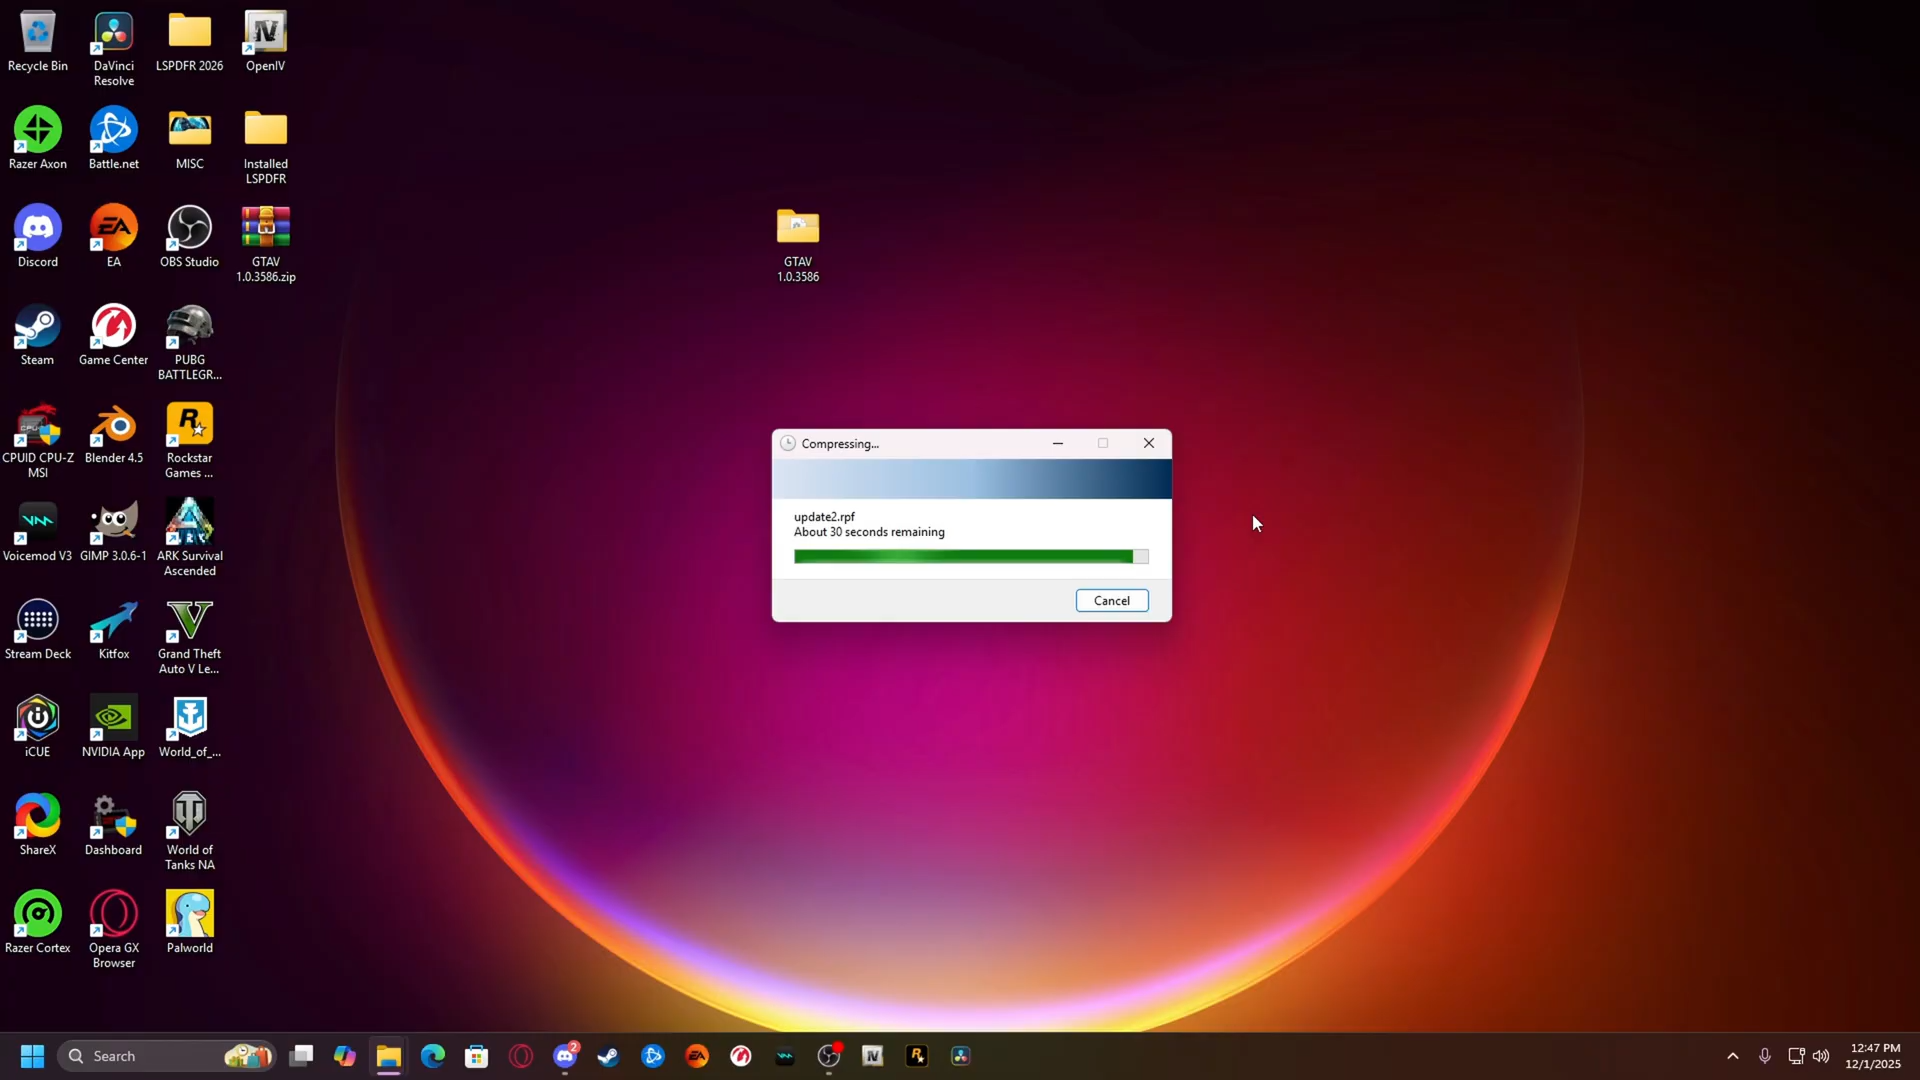 Recycle Bin
DaVinci
Resolve
LSPDFR 2026
OpenIV
Razer Axon
Battle.net
MISC
Installed
LSPDFR
Discord
EA
EA
OBS Studio
GTAV
1.0.3586.zip
GTAV
1.0.3586
Steam
Game Center
PUBG
BATTLEGR...
CPUID CPU-Z
MSI
Blender 4.5
Rockstar
Games ...
Voicemod V3
GIMP 3.0.6-1
ARK Survival
Ascended
Stream Deck
Kitfox
Grand Theft
Auto V Le...
iCUE
NVIDIA App
World_of_...
ShareX
Dashboard
World of
Tanks NA
Razer Cortex
Opera GX
Browser
Palworld
Compressing...
update2.rpf
About 30 seconds remaining
Cancel
Search
2
12:47 PM
12/1/2025